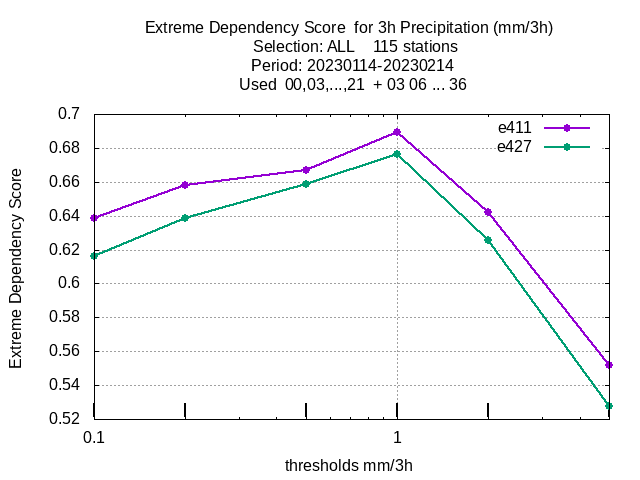 Extreme Dependency Score  for 3h Precipitation (mm/3h)
Selection: ALL    115 stations
Period: 20230114-20230214
Used  00,03,...,21  + 03 06 ... 36
e411
e427
Extreme Dependency Score
0.7
0.68
0.66
0.64
0.62
0.6
0.58
0.56
0.54
0.52
0.1
1
thresholds mm/3h